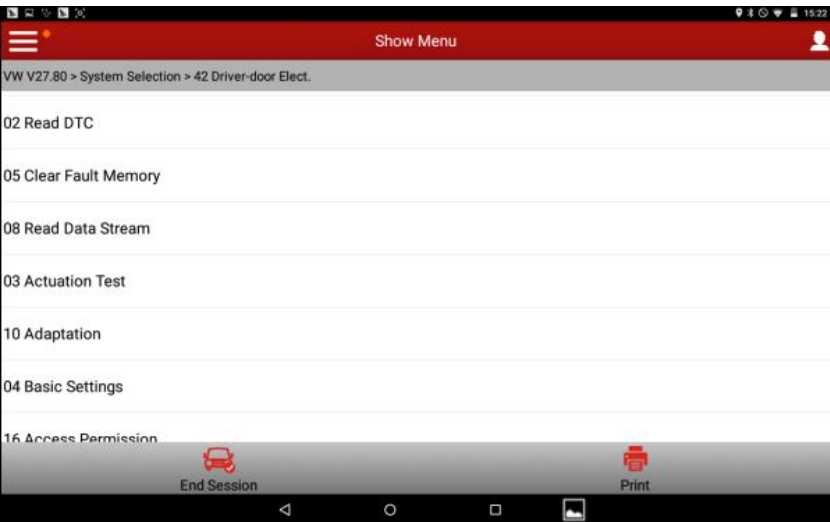 15:22
Show Menu
VW V27.80 > System Selection > 42 Driver-door Elect.
02 Read DTC
05 Clear Fault Memory
08 Read Data Stream
03 Actuation Test
10 Adaptation
04 Basic Settings
16 Access Permission
End Session
Print